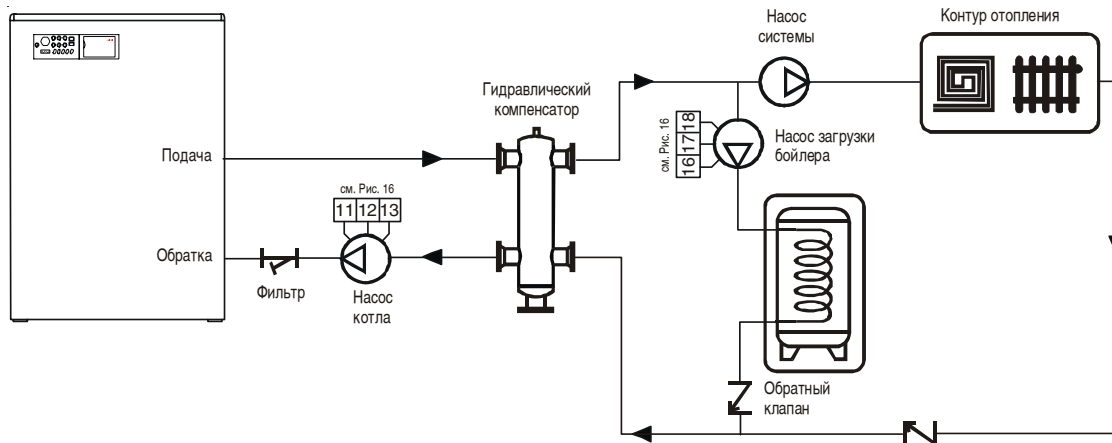 Насос
системы
Контур отопления
Гидравлический
компенсатор
см. Рис. 16
16 17 18
Насос загрузки
бойлера
Подача
см. Рис. 16
11 12 13
Обратка
Фильтр
Насос
котла
Обратный
клапан